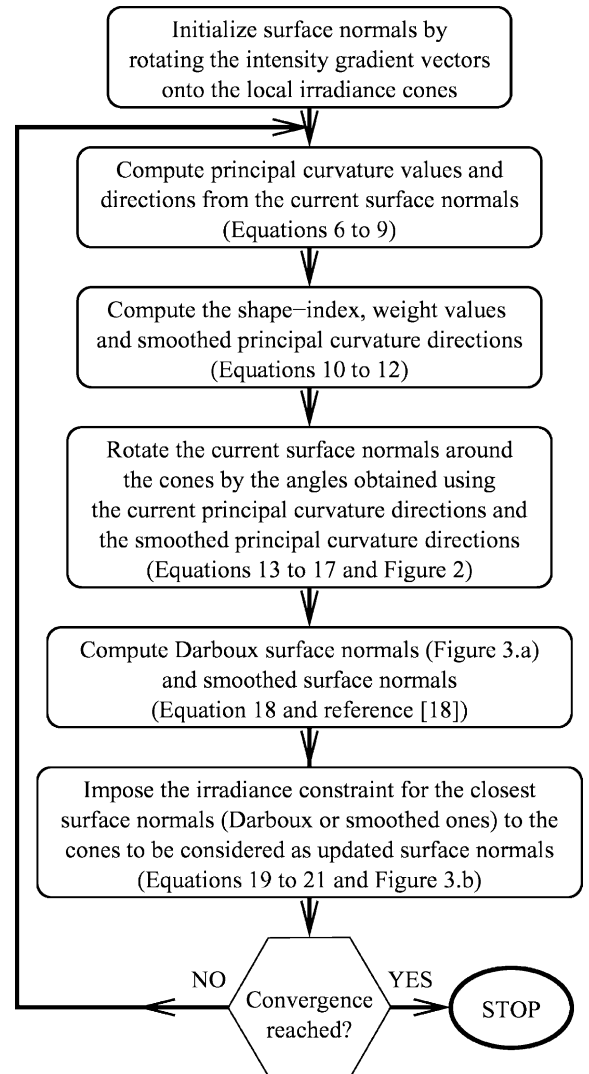 Initialize surface normals by
rotating the intensity gradient vectors
onto the local irradiance cones
Compute principal curvature values and
directions from the current surface normals
(Equations 6 to 9)
Compute the shape−index, weight values
and smoothed principal curvature directions
(Equations 10 to 12)
Rotate the current surface normals around
the cones by the angles obtained using
the current principal curvature directions and
the smoothed principal curvature directions
(Equations 13 to 17 and Figure 2)
Compute Darboux surface normals (Figure 3.a)
and smoothed surface normals
(Equation 18 and reference [18])
Impose the irradiance constraint for the closest
surface normals (Darboux or smoothed ones) to the
cones to be considered as updated surface normals
(Equations 19 to 21 and Figure 3.b)
NO
YES
Convergence
reached?
STOP